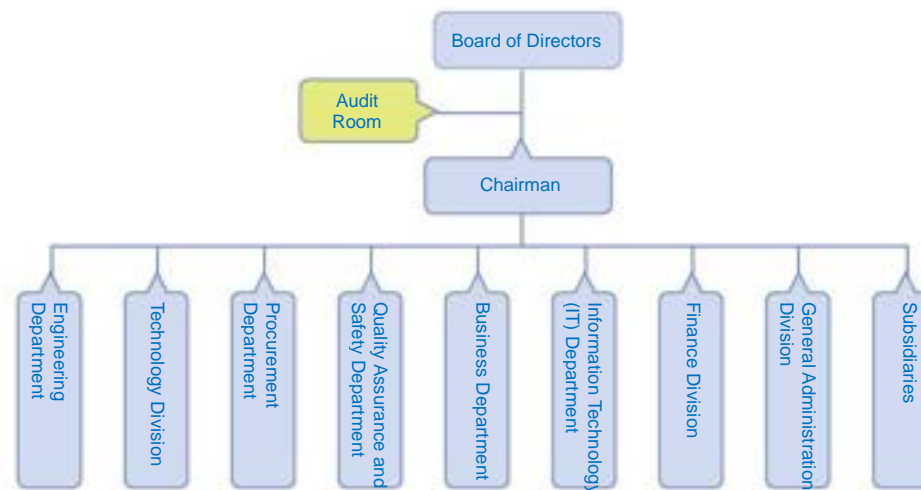 Board of Directors
Audit
Room
Chairman
Engineering
Department
Technology Division
Procurement
Department
Quality Assurance and
Safety Department
Business Department
Information Technology
(IT) Department
Finance Division
General Administration
Division
Subsidiaries